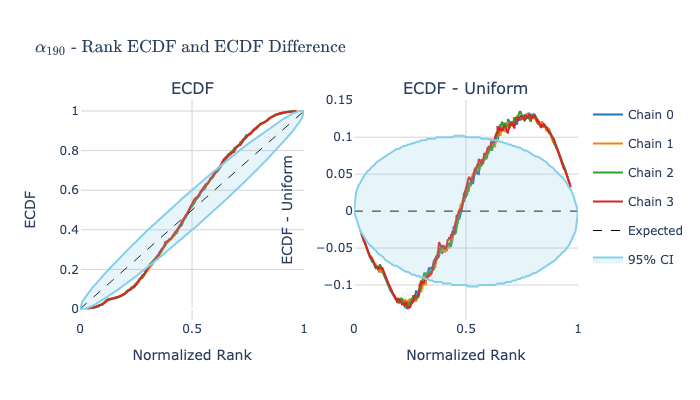 α190 - Rank ECDF and ECDF Difference
ECDF
ECDF
1
0.8
0.6
0.4
0.2
0
0
0.5
1
Normalized Rank
ECDF - Uniform
ECDF - Uniform
0.15
0.1
0.05
0
−0.05
−0.1
0
0.5
1
Normalized Rank
Chain 0
Chain 1
Chain 2
Chain 3
Expected
95% CI